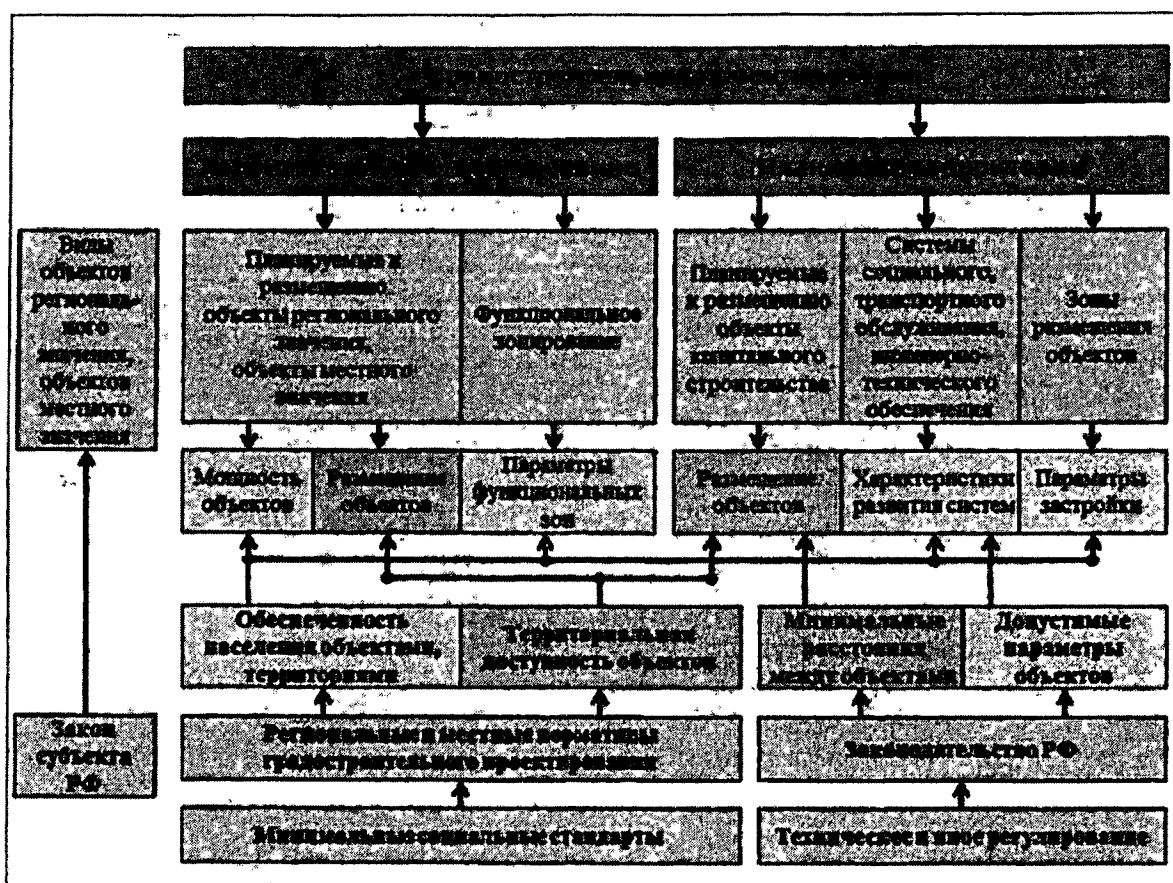 Виды
объектов
регионально-
ного
значения,
объектов
местного
значения
Планируемые к
размещению
объекты регионального
значения,
объекты местного
значения
Функциональное
зонирование
Планируемые
к размещению
объекты
капитального
строительства
Системы
социального,
транспортного
обслуживания,
инженерно-
технического
обеспечения
Зоны
размещения
объектов
Мощность
объектов
Размещение
объектов
Параметры
функциональных
зон
Размещение
объектов
Характеристики
развития систем
Параметры
застройки
Обеспеченность
населения объектами,
территориями
Территориальная
доступность объектов
Минимальные
расстояния
между объектами
Допустимые
параметры
объектов
Закон
субъекта
РФ
Региональные и местные нормативы
градостроительного проектирования
Законодательство РФ
Минимальные социальные стандарты
Техническое и иное регулирование